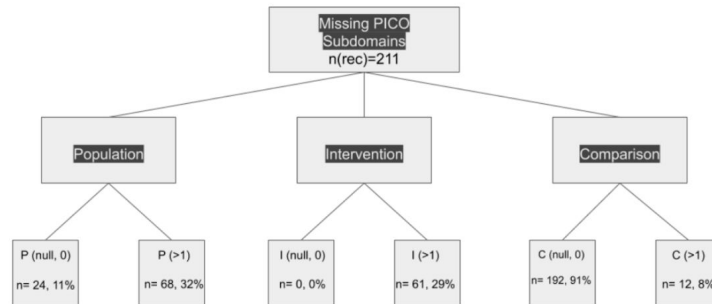 Missing PICO
Subdomains
n(rec)=211
Population
Intervention
Comparison
P (null, 0)
n= 24, 11%
P (>1)
n= 68, 32%
I (null, 0)
n= 0, 0%
I (>1)
n= 61, 29%
C (null, 0)
n= 192, 91%
C (>1)
n= 12, 8%